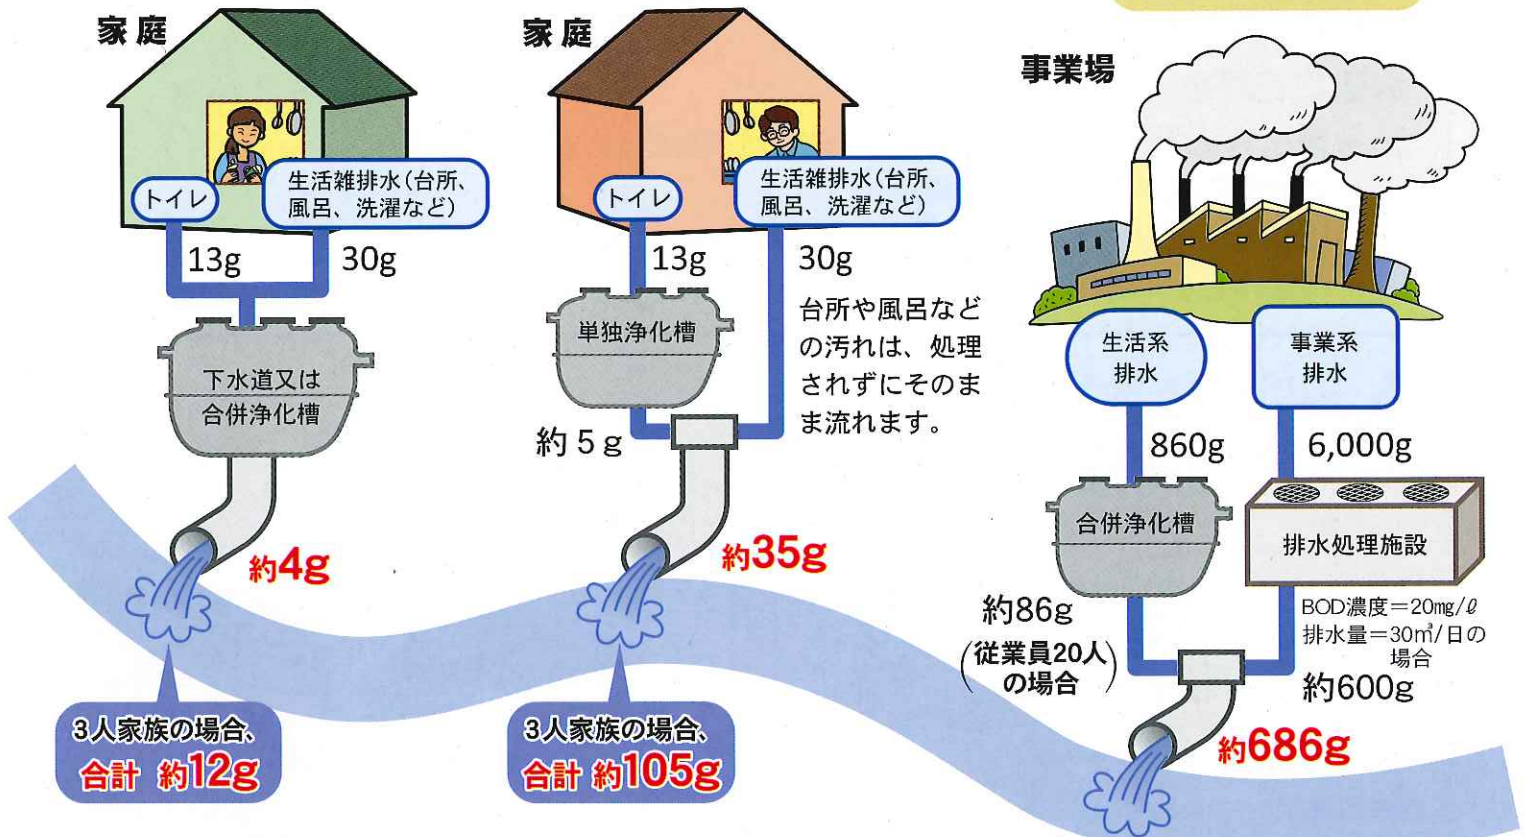 家庭
トイレ
生活雑排水(台所、
風呂、洗濯など)
13g
30g
下水道又は
合併浄化槽
約4g
3人家族の場合、
合計 約12g
家庭
トイレ
生活雑排水(台所、
風呂、洗濯など)
13g
30g
単独浄化槽
台所や風呂など
の汚れは、処理
されずにそのま
ま流れます。
約5g
約35g
3人家族の場合、
合計 約105g
事業場
生活系
排水
事業系
排水
860g
6,000g
合併浄化槽
排水処理施設
約86g
(従業員20人
の場合)
BOD濃度=20mg/ℓ
排水量=30㎥/日の
場合
約600g
約686g